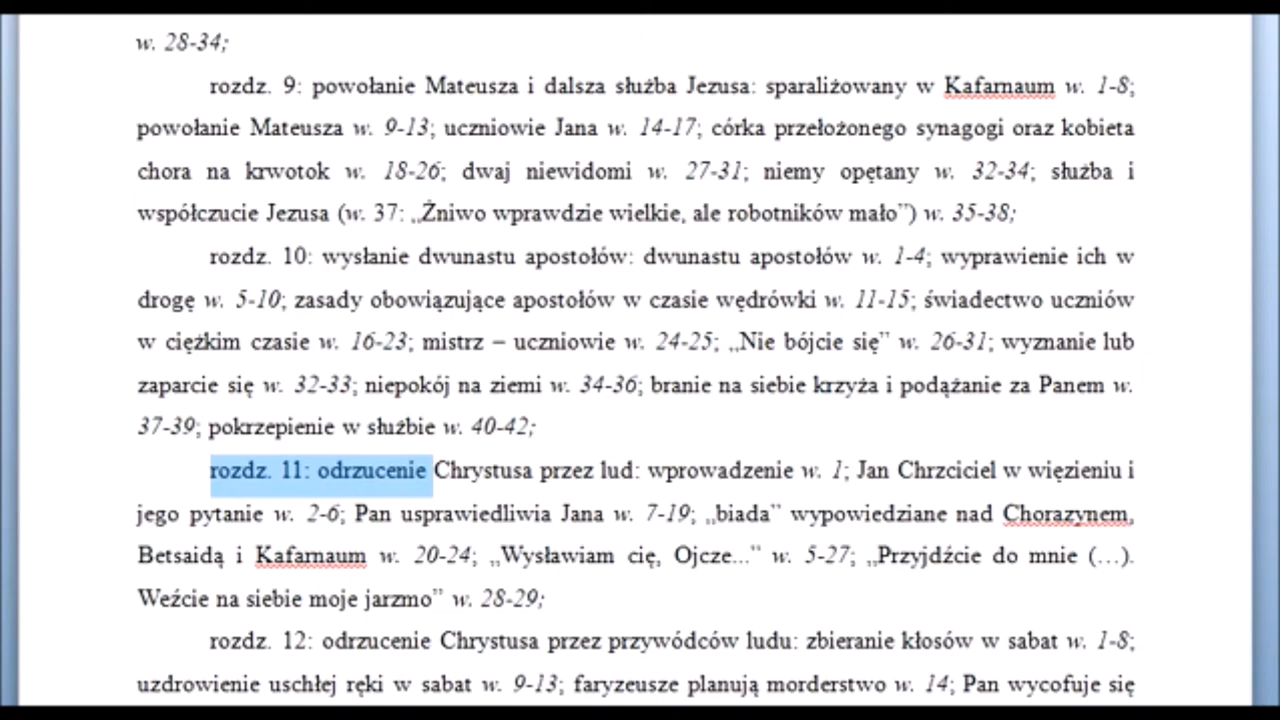 w. 28-34;
rozdz. 9: powołanie Mateusza i dalsza służba Jezusa: sparaliżowany w Kafarnaum w. 1-8;
powołanie Mateusza w. 9-13; uczniowie Jana w. 14-17; córka przełożonego synagogi oraz kobieta
chora na krwotok w. 18-26; dwaj niewidomi w. 27-31; niemy opętany w. 32-34; służba i
współczucie Jezusa (w. 37: „Żniwo wprawdzie wielkie, ale robotników mało”) w. 35-38;
rozdz. 10: wysłanie dwunastu apostołów: dwunastu apostołów w. 1-4; wyprawienie ich w
drogę w. 5-10; zasady obowiązujące apostołów w czasie wędrówki w. 11-15; świadectwo uczniów
w ciężkim czasie w. 16-23; mistrz – uczniowie w. 24-25; „Nie bójcie się” w. 26-31; wyznanie lub
zaparcie się w. 32-33; niepokój na ziemi w. 34-36; branie na siebie krzyża i podążanie za Panem w.
37-39; pokrzepienie w służbie w. 40-42;
rozdz. 11: odrzucenie Chrystusa przez lud: wprowadzenie w. 1; Jan Chrzciciel w więzieniu i
jego pytanie w. 2-6; Pan usprawiedliwia Jana w. 7-19; „biada” wypowiedziane nad Chorazynem,
Betsaidą i Kafarnaum w. 20-24; „Wysławiam cię, Ojcze...” w. 5-27; „Przyjdźcie do mnie (…).
Weźcie na siebie moje jarzmo” w. 28-29;
rozdz. 12: odrzucenie Chrystusa przez przywódców ludu: zbieranie kłosów w sabat w. 1-8;
uzdrowienie uschłej ręki w sabat w. 9-13; faryzeusze planują morderstwo w. 14; Pan wycofuje się